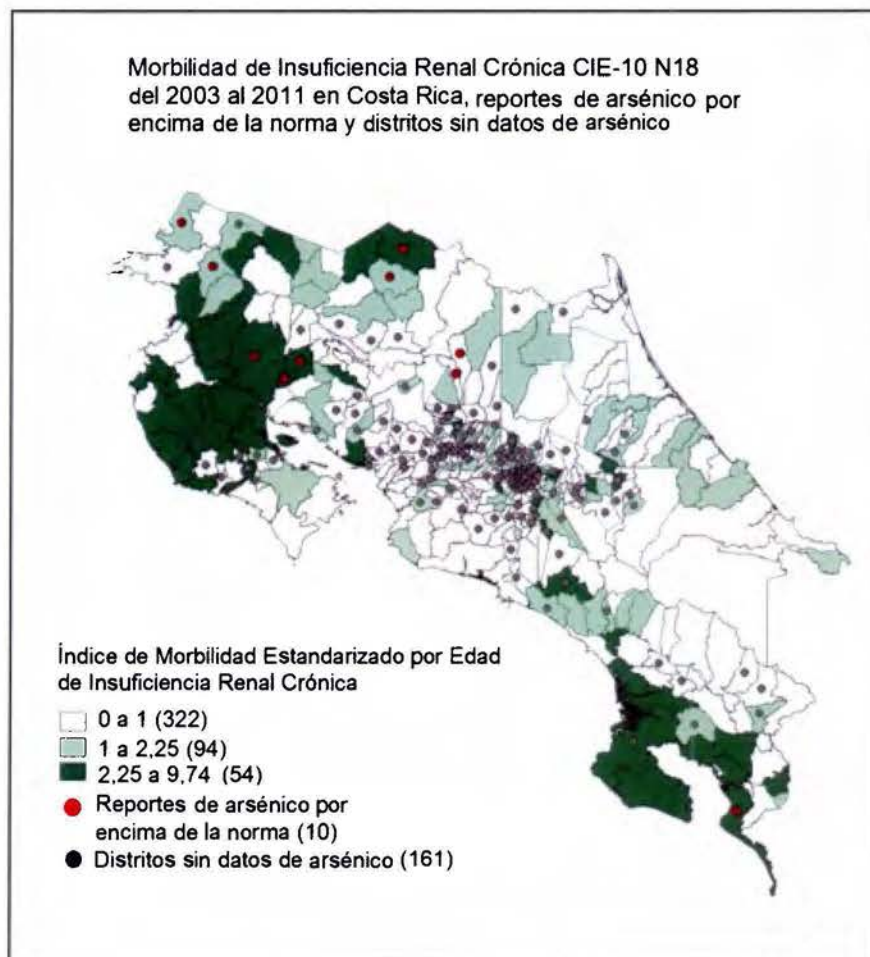 Morbilidad de Insuficiencia Renal Crónica CIE-10 N18
del 2003 al 2011 en Costa Rica, reportes de arsénico por
encima de la norma y distritos sin datos de arsénico
Índice de Morbilidad Estandarizado por Edad
de Insuficiencia Renal Crónica
0 a 1 (322)
1 a 2,25 (94)
2,25 a 9,74 (54)
Reportes de arsénico por
encima de la norma (10)
Distritos sin datos de arsénico (161)